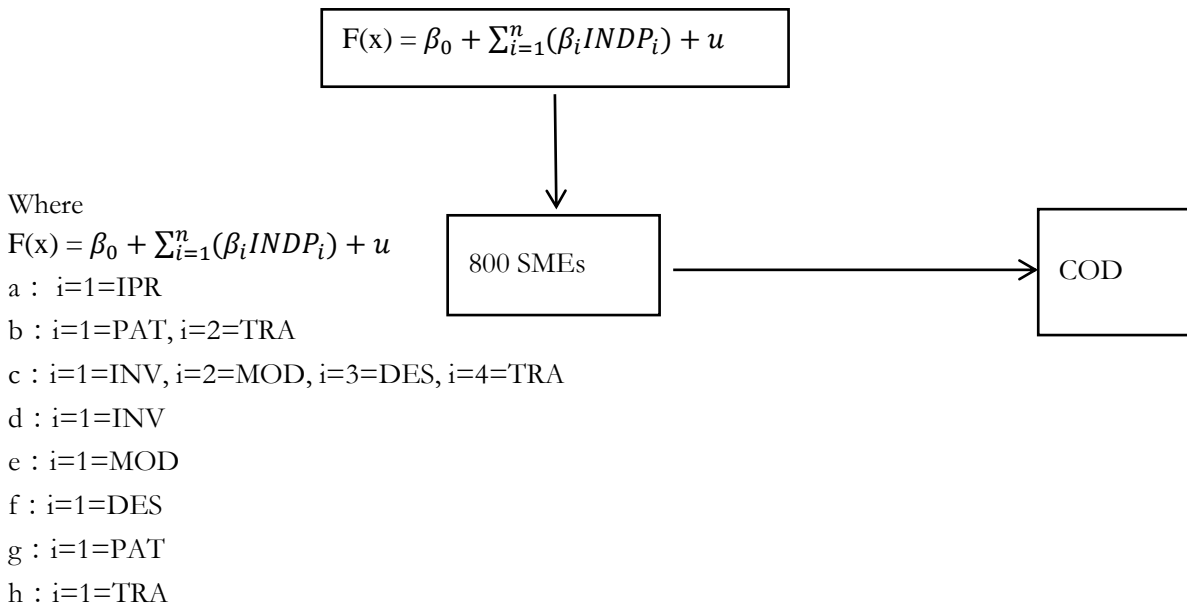 F(x) = 𝛽₀ + ∑ⁿᵢ₌₁(𝛽ᵢ𝐼𝑁𝐷𝑃ᵢ) + 𝑢
Where
F(x) = 𝛽₀ + ∑ⁿᵢ₌₁(𝛽ᵢ𝐼𝑁𝐷𝑃ᵢ) + 𝑢
800 SMEs
COD
a : i=1=IPR
b : i=1=PAT, i=2=TRA
c : i=1=INV, i=2=MOD, i=3=DES, i=4=TRA
d : i=1=INV
e : i=1=MOD
f : i=1=DES
g : i=1=PAT
h : i=1=TRA